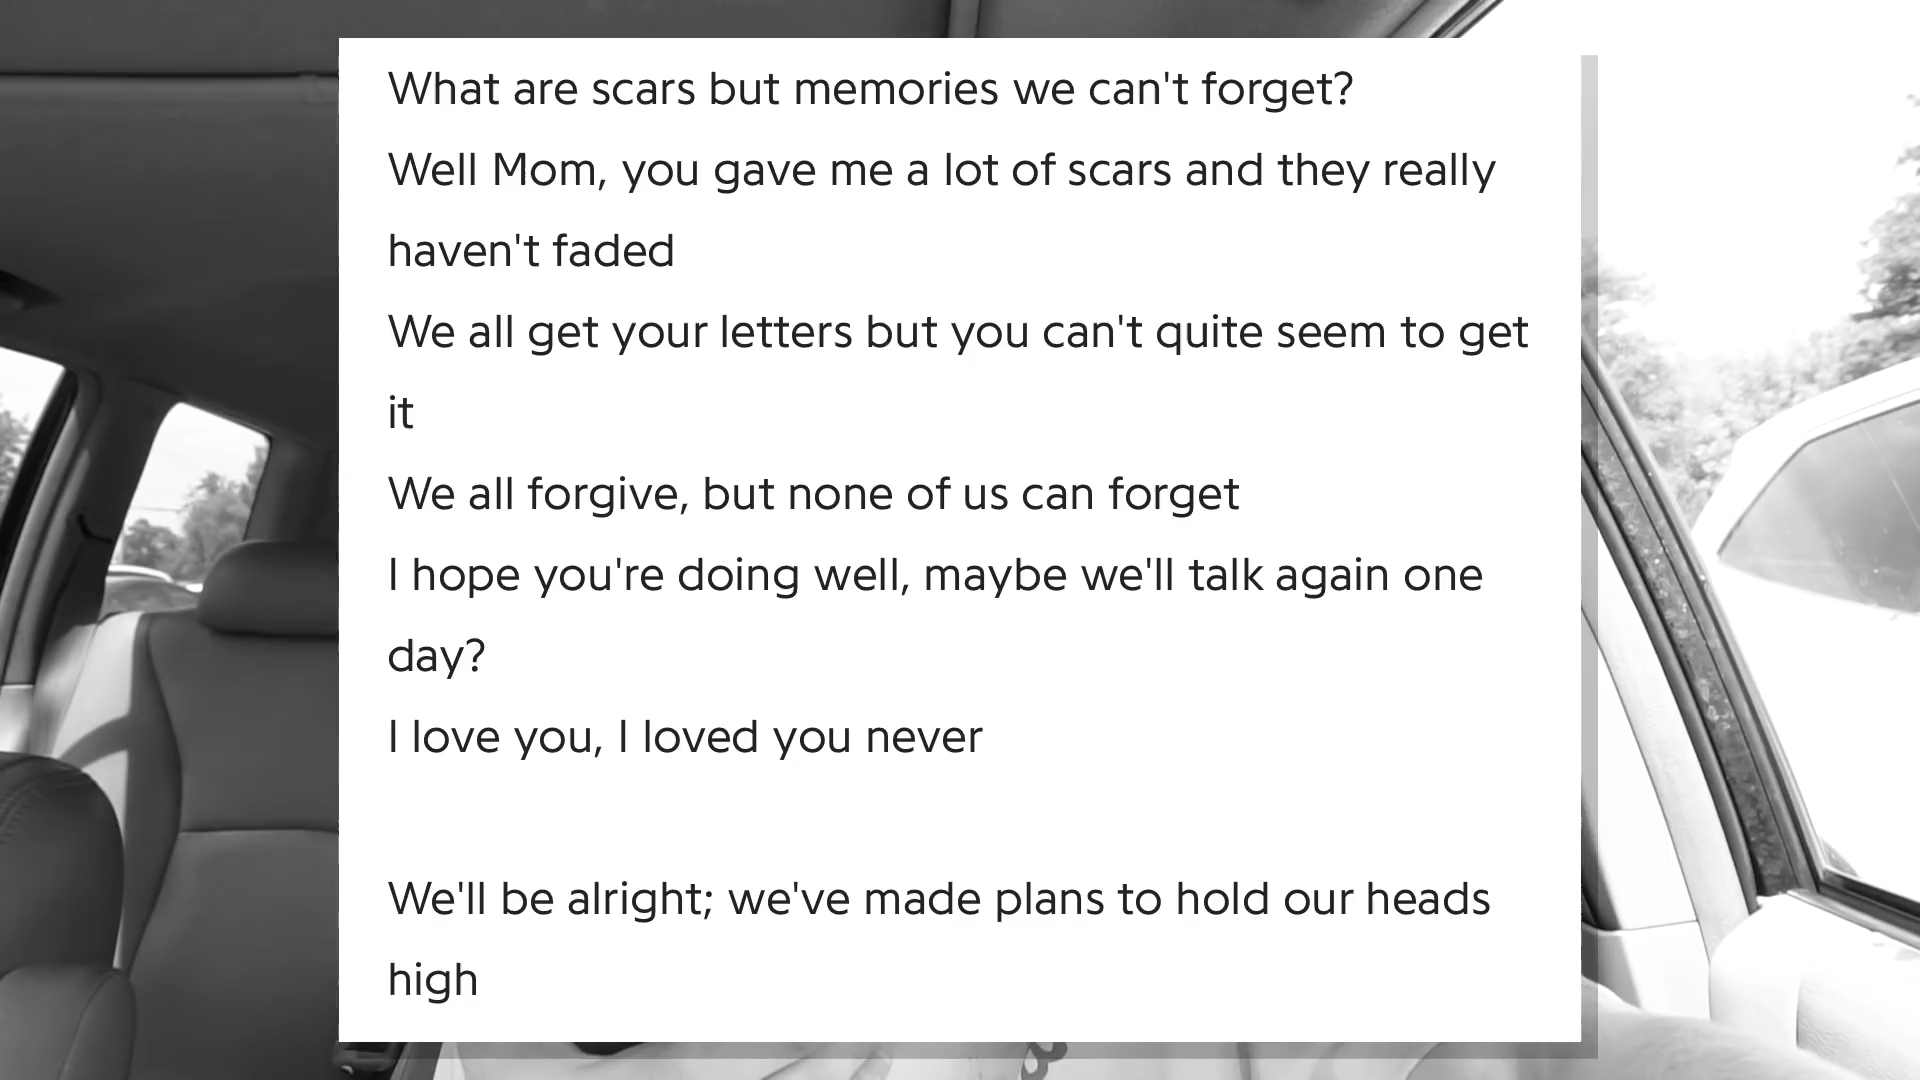 What are scars but memories we can't forget?
Well Mom, you gave me a lot of scars and they really
haven't faded
We all get your letters but you can't quite seem to get
it
We all forgive, but none of us can forget
I hope you're doing well, maybe we'll talk again one
day?
I love you, I loved you never
We'll be alright; we've made plans to hold our heads
high